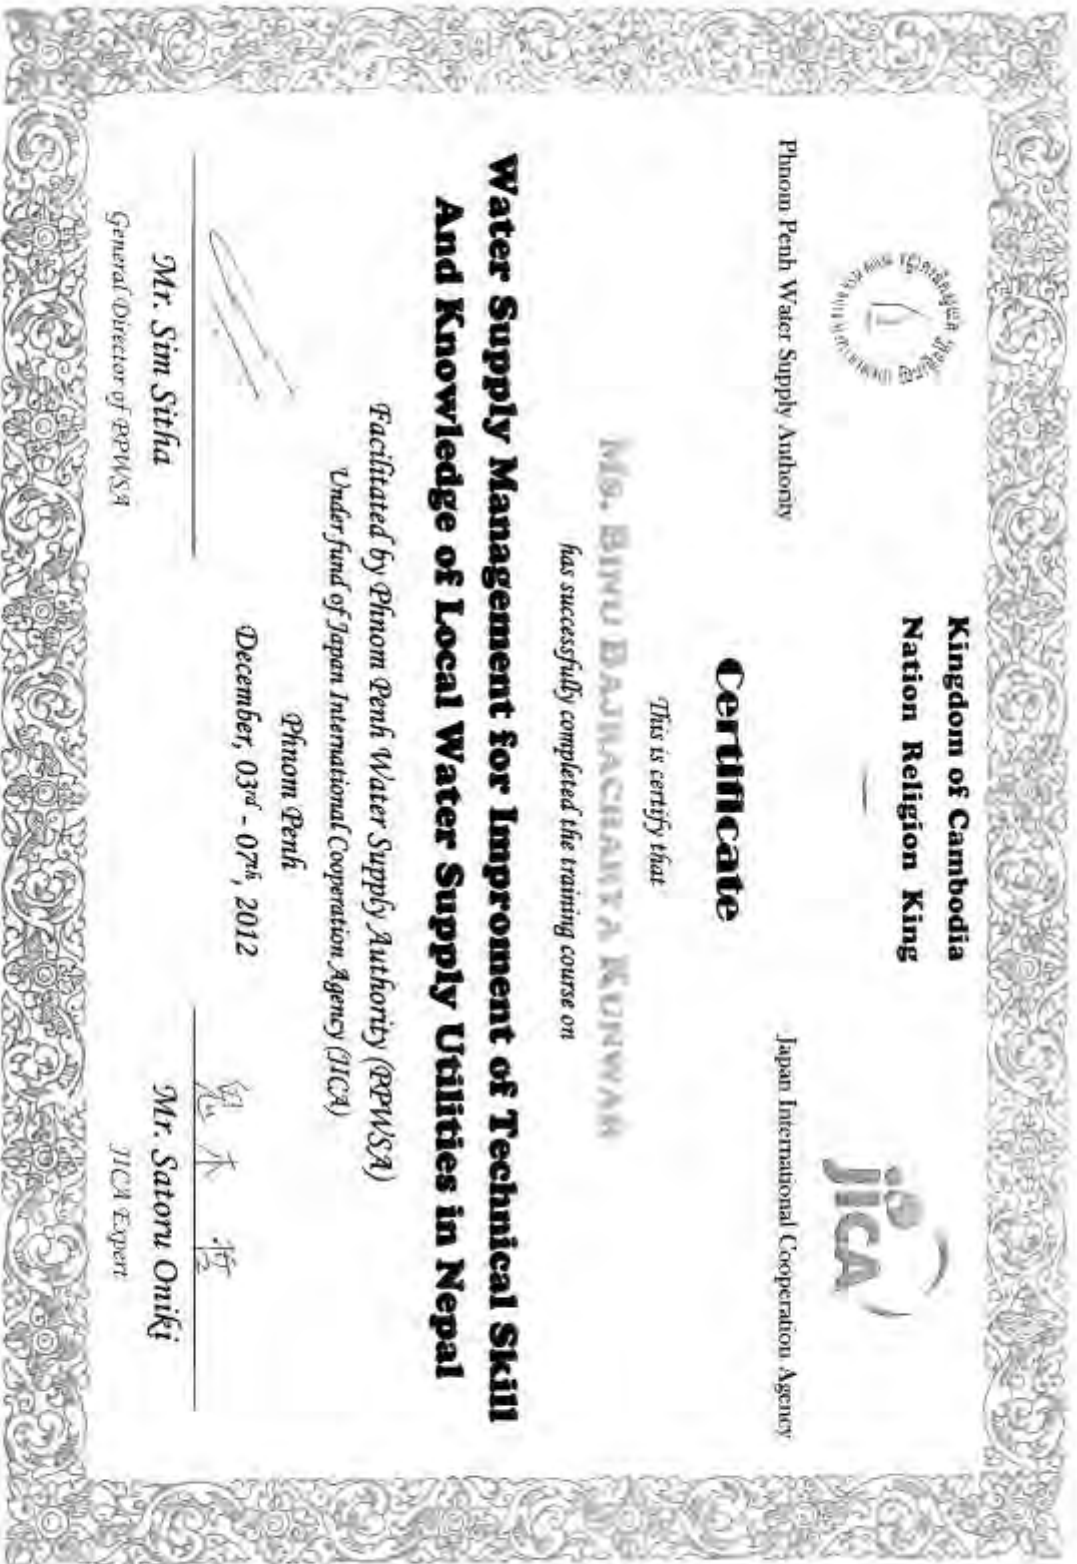 Kingdom of Cambodia
Nation Religion King
Phnom Penh Water Supply Authority
jica
Japan International Cooperation Agency
Certificate
This is certify that
Ms. BINU BAJRACHARYA KUNWAR
has successfully completed the training course on
Water Supply Management for Improment of Technical Skill
And Knowledge of Local Water Supply Utilities in Nepal
Facilitated by Phnom Penh Water Supply Authority (PPWSA)
Under fund of Japan International Cooperation Agency (JICA)
Phnom Penh
December, 03rd - 07th, 2012
Mr. Sim Sitha
General Director of PPWSA
鬼木 哲
Mr. Satoru Oniki
JICA Expert